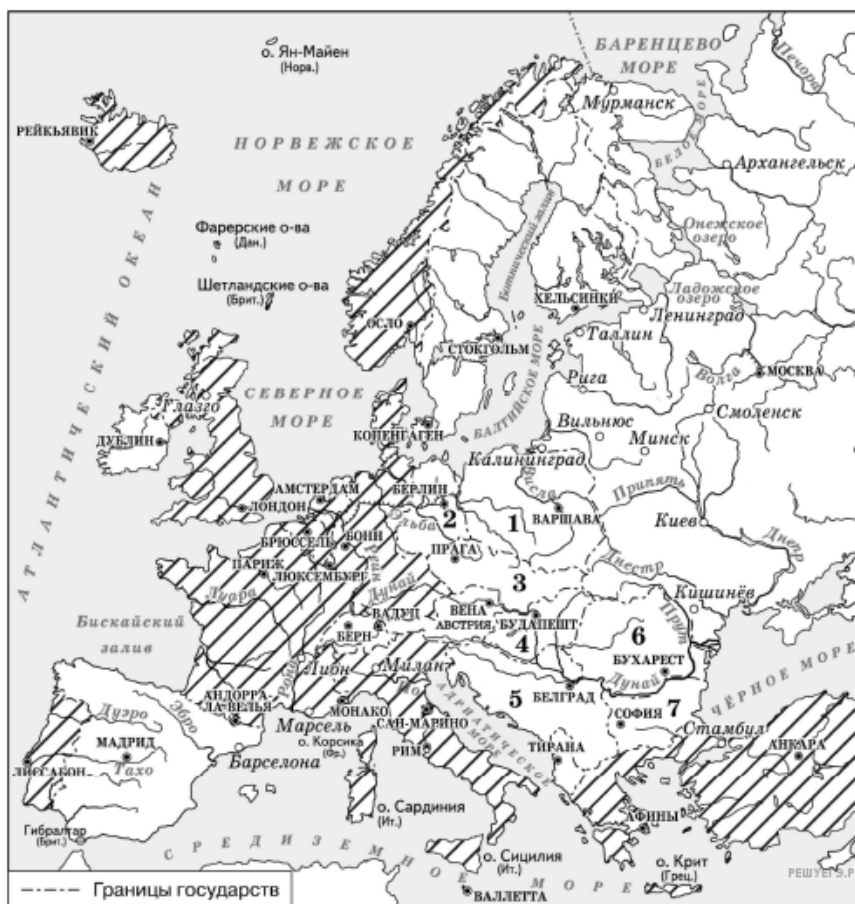 о. Ян-Майен
(Норв.)
БАРЕНЦЕВО
МОРЕ
Печора
Мурманск
РЕЙКЬЯВИК
НОРВЕЖСКОЕ
МОРЕ
БЕЛОЕ МОРЕ
Архангельск
Фарерские о-ва
(Дан.)
Шетландские о-ва
(Брит.)
Ботнический залив
Онежское
озеро
Ладожское
озеро
ХЕЛЬСИНКИ
Ленинград
ОСЛО
СТОКГОЛЬМ
Таллин
АТЛАНТИЧЕСКИЙ ОКЕАН
СЕВЕРНОЕ
МОРЕ
БАЛТИЙСКОЕ МОРЕ
Рига
Волга
МОСКВА
Глазго
Смоленск
ДУБЛИН
КОПЕНГАГЕН
Вильнюс
Минск
Калининград
АМСТЕРДАМ
БЕРЛИН
Висла
Припять
ЛОНДОН
Эльба
2
1
ВАРШАВА
Киев
БРЮССЕЛЬ
БОНН
ПРАГА
Днепр
ПАРИЖ
ЛЮКСЕМБУРГ
Рейн
3
Днестр
Луара
Дунай
Кишинёв
Бискайский
залив
ВАДУЦ
ВЕНА
АВСТРИЯ
БУДАПЕШТ
Прут
БЕРН
4
6
Лион
Милан
БУХАРЕСТ
Рона
По
5
БЕЛГРАД
Дунай
ЧЁРНОЕ МОРЕ
АНДОРРА-
ЛА-ВЕЛЬЯ
МОНАКО
САН-МАРИНО
АДРИАТИЧЕСКОЕ
МОРЕ
СОФИЯ
7
Дуэро
Эбро
Марсель
Стамбул
МАДРИД
о. Корсика
(Фр.)
РИМ
ТИРАНА
АНКАРА
ЛИССАБОН
Тахо
Барселона
о. Сардиния
(Ит.)
АФИНЫ
Гибралтар
(Брит.)
СРЕДИЗЕМНОЕ МОРЕ
о. Сицилия
(Ит.)
о. Крит
(Грец.)
ВАЛЛЕТТА
Границы государств
РЕШУЕГЭ.РФ